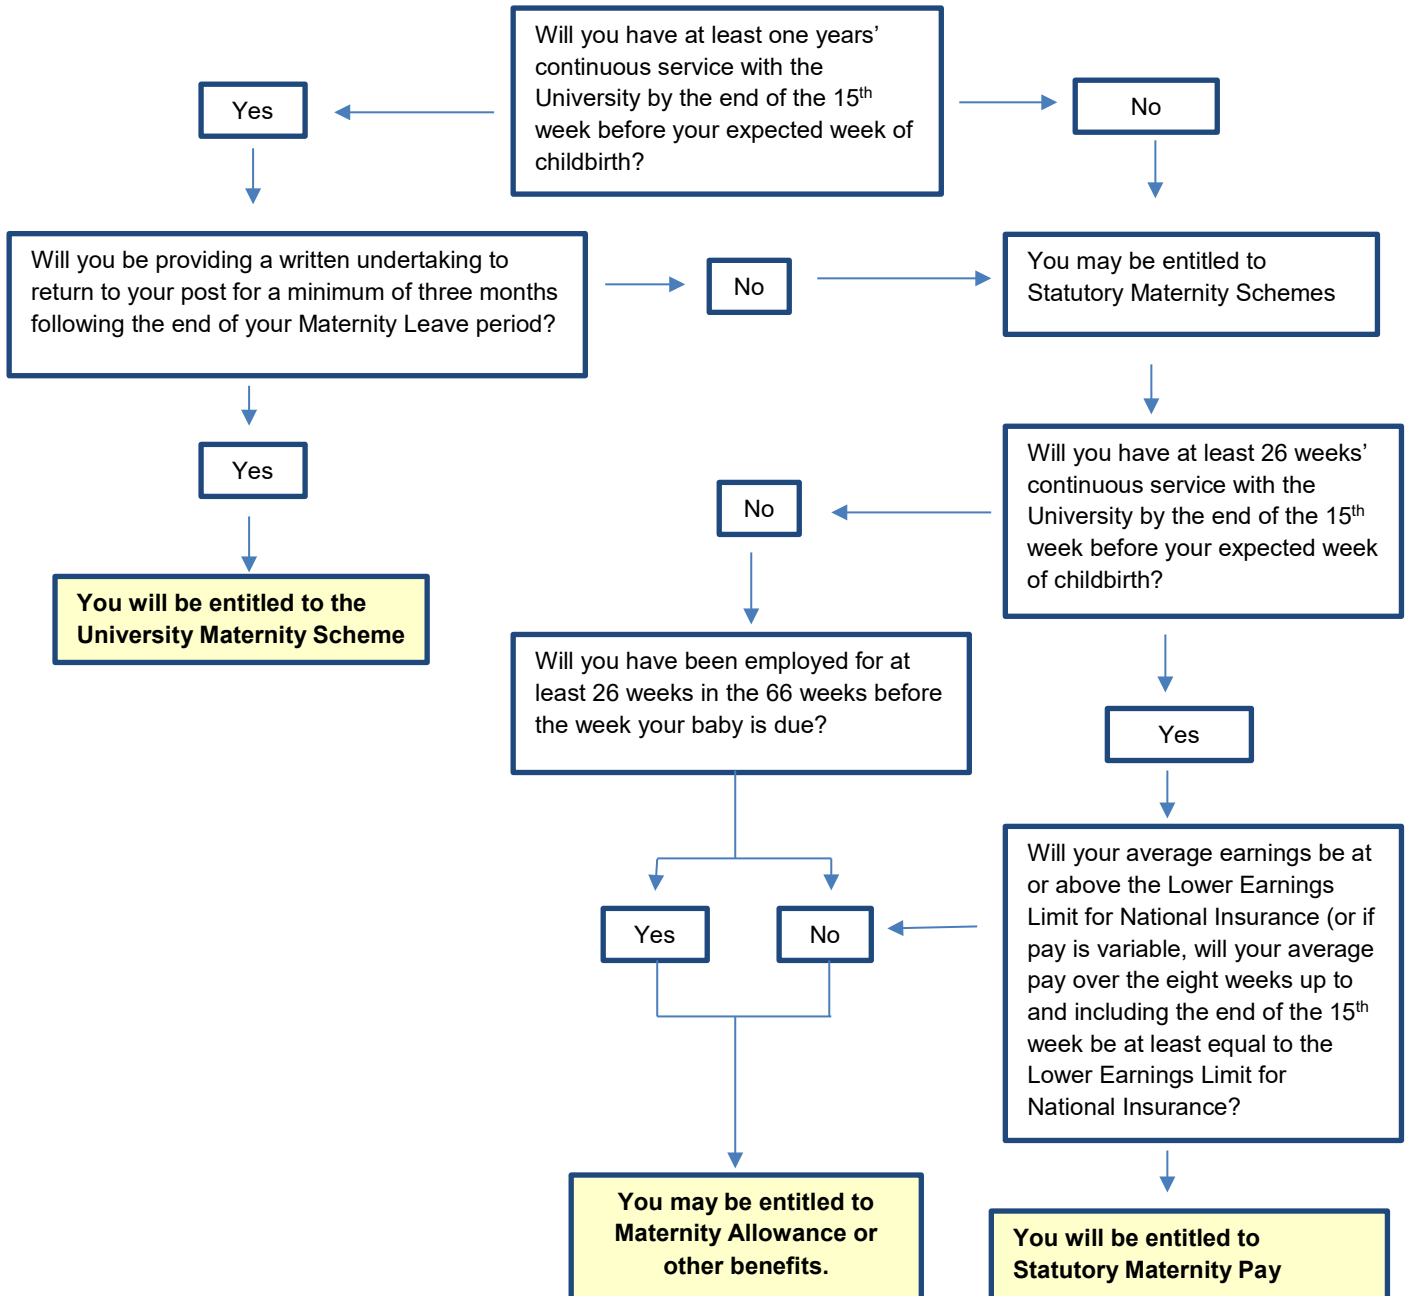 Will you have at least one years’
continuous service with the
University by the end of the 15th
week before your expected week of
childbirth?
Yes
No
Will you be providing a written undertaking to
return to your post for a minimum of three months
following the end of your Maternity Leave period?
No
You may be entitled to
Statutory Maternity Schemes
Yes
Will you have at least 26 weeks’
continuous service with the
University by the end of the 15th
week before your expected week
of childbirth?
No
You will be entitled to the
University Maternity Scheme
Will you have been employed for at
least 26 weeks in the 66 weeks before
the week your baby is due?
Yes
Will your average earnings be at
or above the Lower Earnings
Limit for National Insurance (or if
pay is variable, will your average
pay over the eight weeks up to
and including the end of the 15th
week be at least equal to the
Lower Earnings Limit for
National Insurance?
Yes
No
You may be entitled to
Maternity Allowance or
other benefits.
You will be entitled to
Statutory Maternity Pay